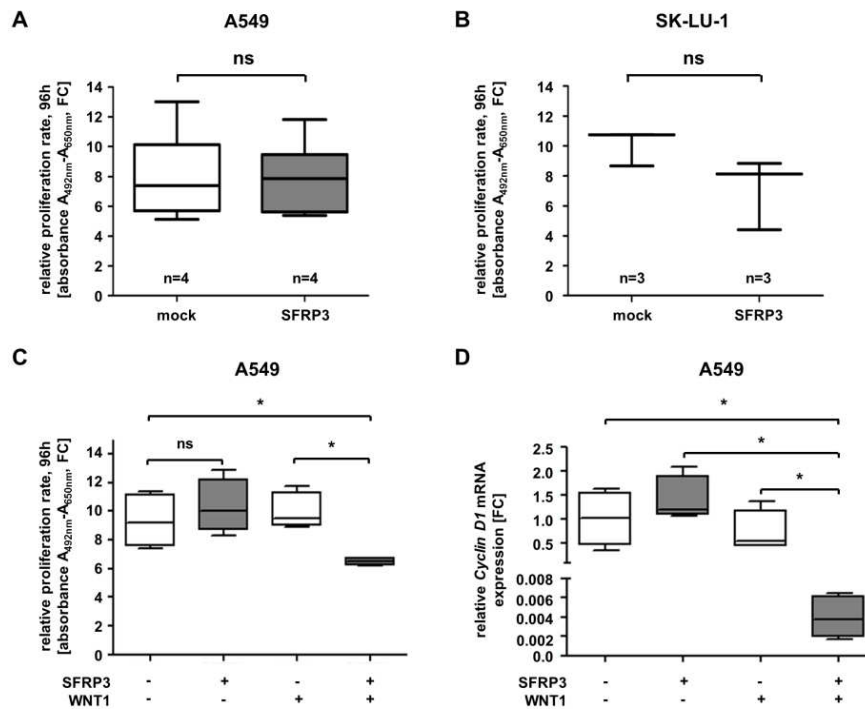 A
A549
relative proliferation rate, 96h
[absorbance A492nm-A650nm, FC]
ns
14
12
10
8
6
4
2
0
n=4
n=4
mock
SFRP3
B
SK-LU-1
relative proliferation rate, 96h
[absorbance A492nm-A650nm, FC]
ns
14
12
10
8
6
4
2
0
n=3
n=3
mock
SFRP3
C
A549
relative proliferation rate, 96h
[absorbance A492nm-A650nm, FC]
*
ns
*
14
12
10
8
6
4
2
0
SFRP3 - + - +
WNT1 - - + +
D
A549
relative Cyclin D1 mRNA
expression [FC]
*
*
*
2.5
2.0
1.5
1.0
0.5
0.008
0.006
0.004
0.002
0.0
SFRP3 - + - +
WNT1 - - + +